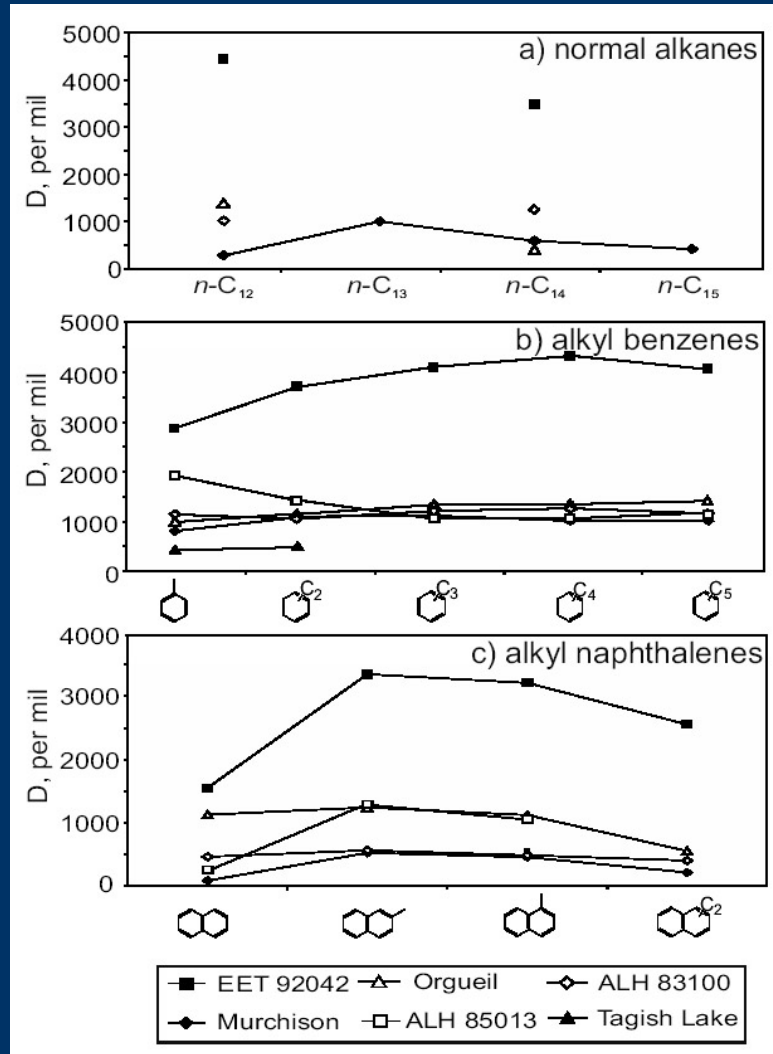 a) normal alkanes
D, per mil
5000
4000
3000
2000
1000
0
n-C₁₂ n-C₁₃ n-C₁₄ n-C₁₅
b) alkyl benzenes
D, per mil
5000
4000
3000
2000
1000
0
C₂ C₃ C₄ C₅
c) alkyl naphthalenes
D, per mil
4000
3000
2000
1000
0
C₂
EET 92042 Orgueil ALH 83100
Murchison ALH 85013 Tagish Lake